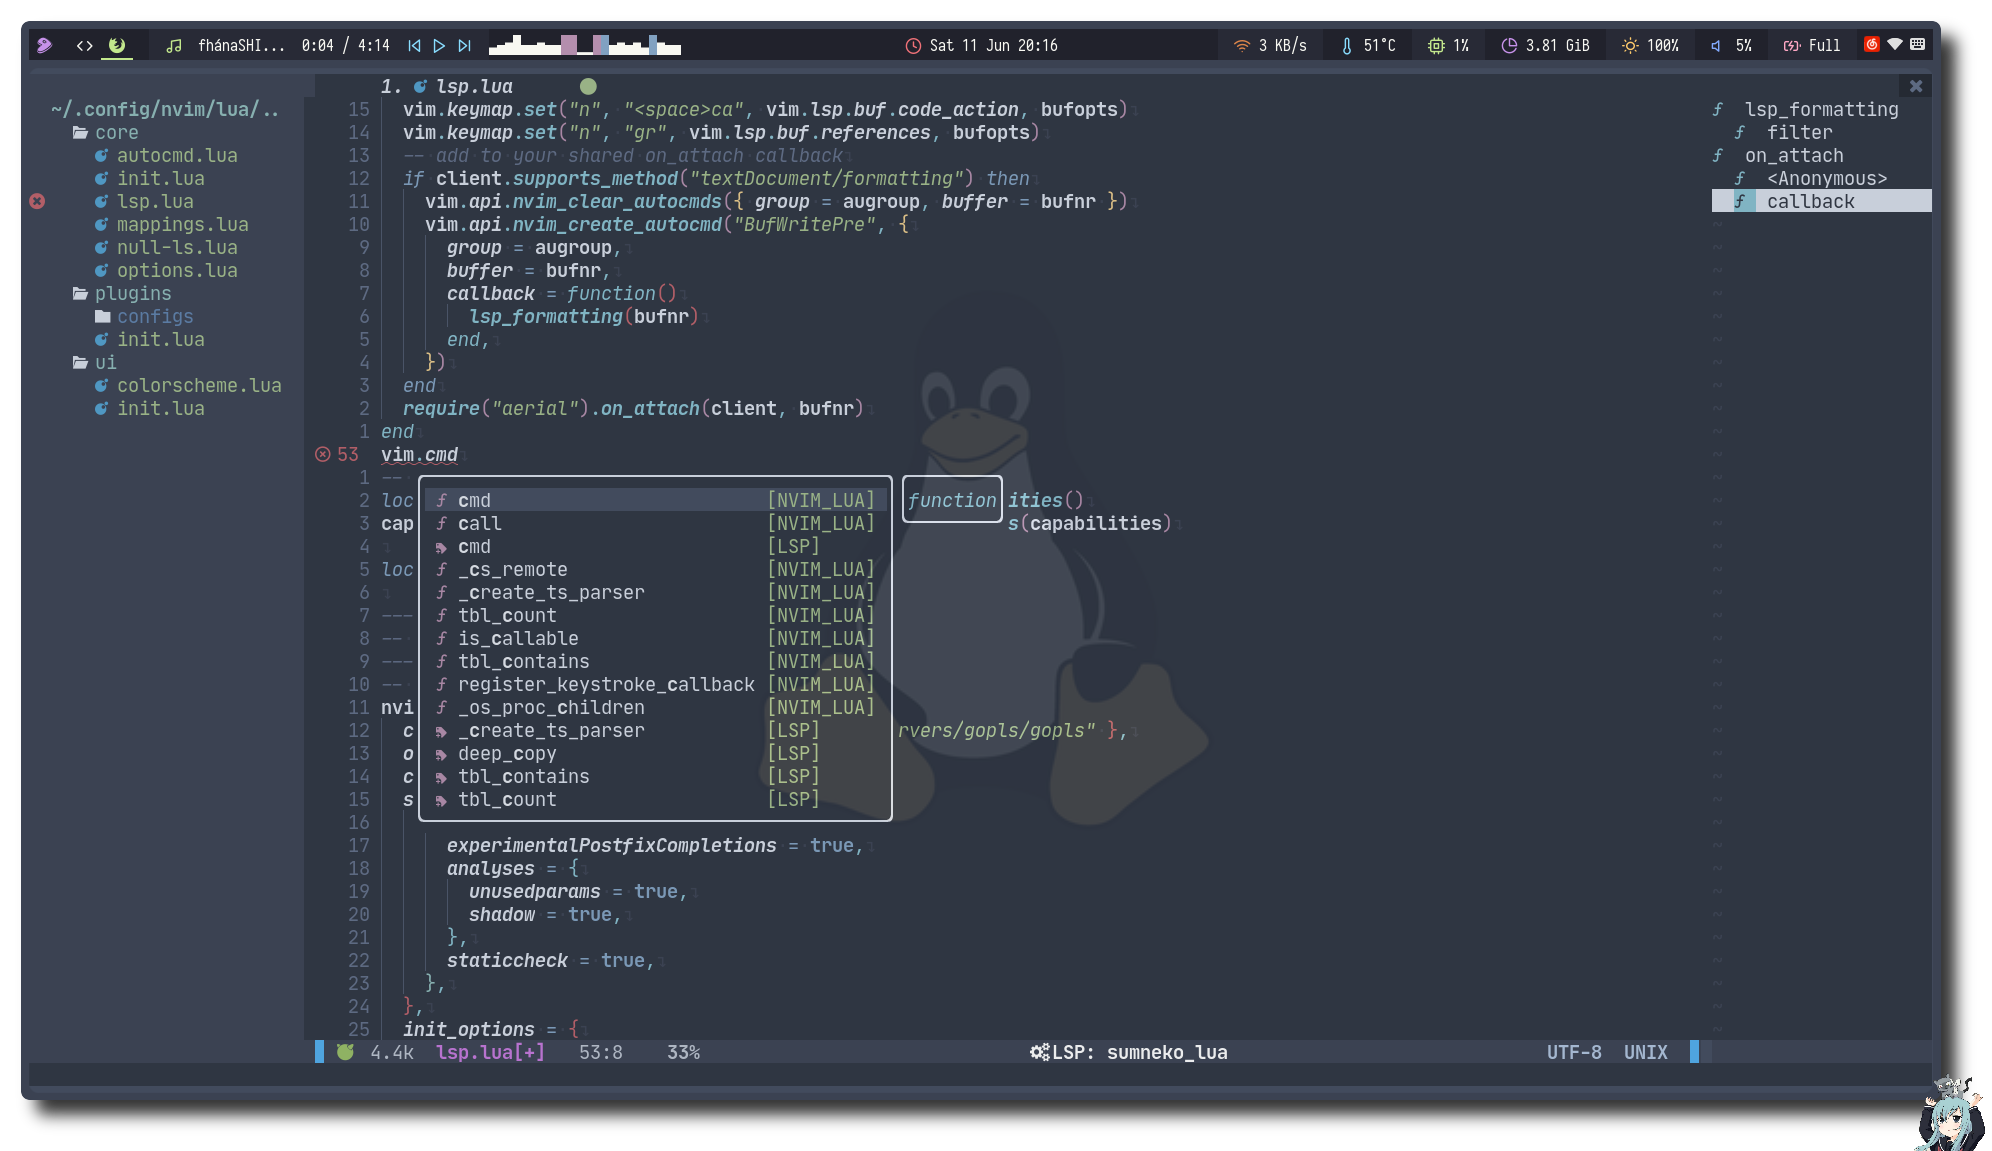 <> fhánaSHI... 0:04 / 4:14 Sat 11 Jun 20:16 3 KB/s 51°C 1% 3.81 GiB 100% 5% Full
~/.config/nvim/lua/..
core
autocmd.lua
init.lua
lsp.lua
mappings.lua
null-ls.lua
options.lua
plugins
configs
init.lua
ui
colorscheme.lua
init.lua
1. lsp.lua
15 vim.keymap.set("n", "<space>ca", vim.lsp.buf.code_action, bufopts)
14 vim.keymap.set("n", "gr", vim.lsp.buf.references, bufopts)
13 -- add to your shared on_attach callback
12 if client.supports_method("textDocument/formatting") then
11 vim.api.nvim_clear_autocmds({ group = augroup, buffer = bufnr })
10 vim.api.nvim_create_autocmd("BufWritePre", {
9 group = augroup,
8 buffer = bufnr,
7 callback = function()
6 lsp_formatting(bufnr)
5 end,
4 })
3 end
2 require("aerial").on_attach(client, bufnr)
1 end
53 vim.cmd
1 --
2 loc function ities()
3 cap s(capabilities)
4
5 loc
6
7 ---
8 --
9 ---
10 --
11 nvi
12 c rvers/gopls/gopls" },
13 o
14 c
15 s
16
17 experimentalPostfixCompletions = true,
18 analyses = {
19 unusedparams = true,
20 shadow = true,
21 },
22 staticcheck = true,
23 },
24 },
25 init_options = {
cmd [NVIM_LUA]
call [NVIM_LUA]
cmd [LSP]
_cs_remote [NVIM_LUA]
_create_ts_parser [NVIM_LUA]
tbl_count [NVIM_LUA]
is_callable [NVIM_LUA]
tbl_contains [NVIM_LUA]
register_keystroke_callback [NVIM_LUA]
_os_proc_children [NVIM_LUA]
_create_ts_parser [LSP]
deep_copy [LSP]
tbl_contains [LSP]
tbl_count [LSP]
f lsp_formatting
f filter
f on_attach
f <Anonymous>
f callback
4.4k lsp.lua[+] 53:8 33% LSP: sumneko_lua UTF-8 UNIX